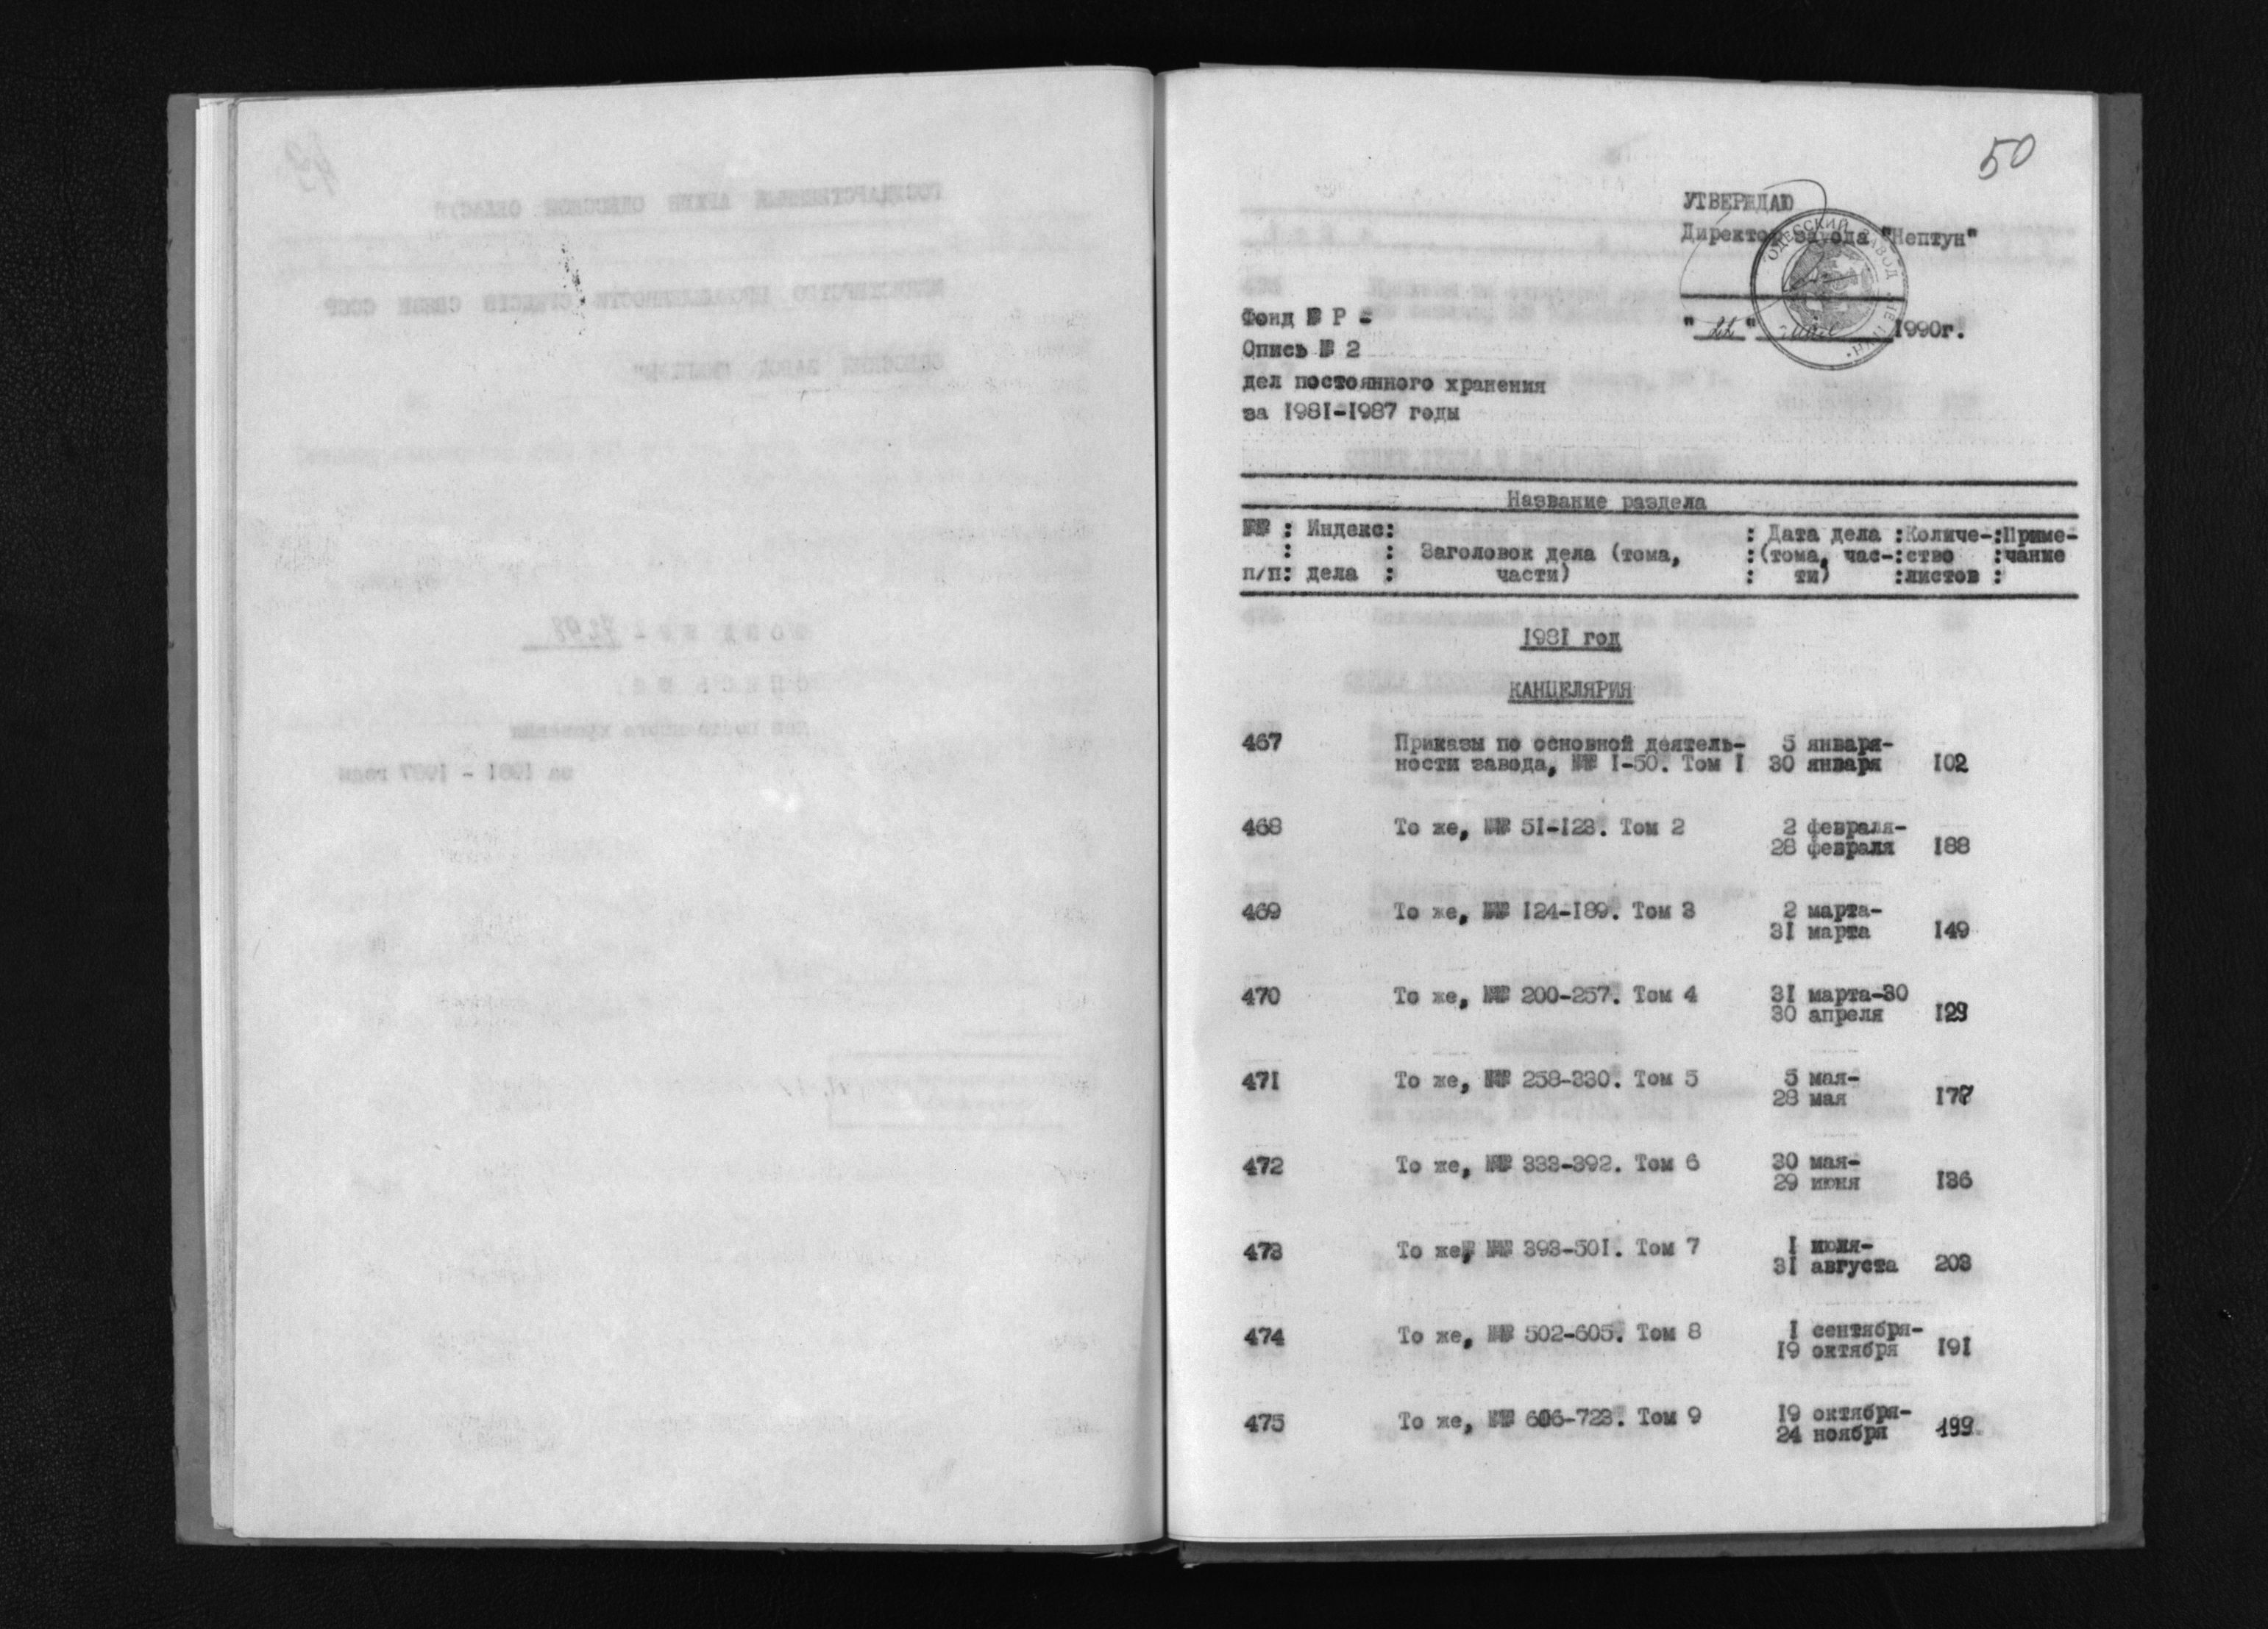 50
УТВЕРЖДАЮ
Директор завода "Нептун"
ОДЕССКИЙ ЗАВОД НЕПТУН
"22" 1990г.
Фонд № Р -
Опись № 2
дел постоянного хранения
за 1981-1987 годы
Название раздела
№№ : Индекс: : Дата дела :Количе-:Приме-
: : Заголовок дела (тома, :(тома, час-:ство :чание
п/п: дела : части) : ти) :листов :
1981 год
КАНЦЕЛЯРИЯ
467 Приказы по основной деятель- 5 января-
ности завода, №№ 1-50. Том 1 30 января 102
468 То же, №№ 51-123. Том 2 2 февраля-
28 февраля 188
469 То же, №№ 124-189. Том 3 2 марта-
31 марта 149
470 То же, №№ 200-257. Том 4 31 марта-30
30 апреля 129
471 То же, №№ 258-330. Том 5 5 мая-
28 мая 177
472 То же, №№ 333-392. Том 6 30 мая-
29 июня 136
473 То же, №№ 393-501. Том 7 1 июля-
31 августа 203
474 То же, №№ 502-605. Том 8 1 сентября-
19 октября 191
475 То же, №№ 606-723. Том 9 19 октября-
24 ноября 199